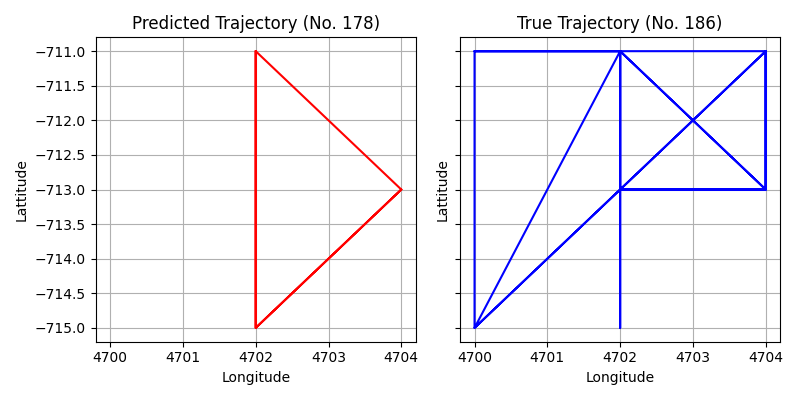 Predicted Trajectory (No. 178)
True Trajectory (No. 186)
−711.0
−711.5
−712.0
−712.5
−713.0
−713.5
−714.0
−714.5
−715.0
Lattitude
Lattitude
4700 4701 4702 4703 4704
4700 4701 4702 4703 4704
Longitude
Longitude